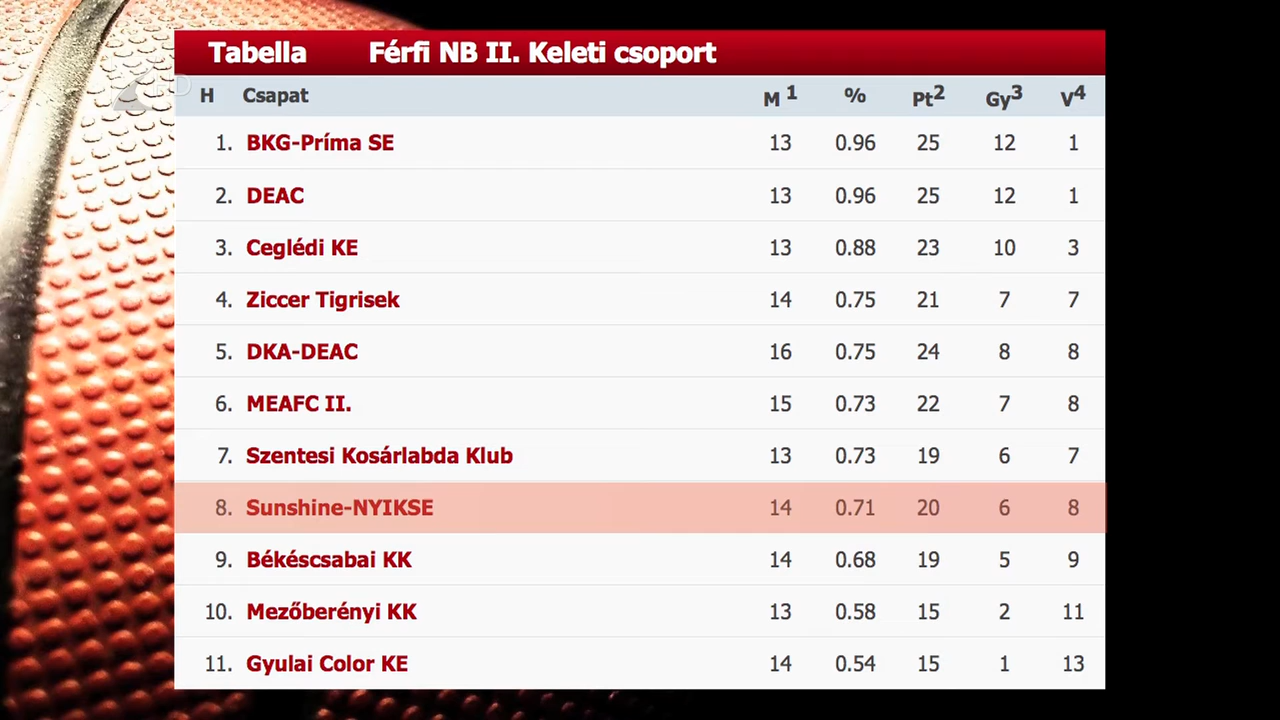 Tabella Férfi NB II. Keleti csoport
H Csapat M 1 % Pt2 Gy3 V4
1. BKG-Príma SE 13 0.96 25 12 1
2. DEAC 13 0.96 25 12 1
3. Ceglédi KE 13 0.88 23 10 3
4. Ziccer Tigrisek 14 0.75 21 7 7
5. DKA-DEAC 16 0.75 24 8 8
6. MEAFC II. 15 0.73 22 7 8
7. Szentesi Kosárlabda Klub 13 0.73 19 6 7
8. Sunshine-NYIKSE 14 0.71 20 6 8
9. Békéscsabai KK 14 0.68 19 5 9
10. Mezőberényi KK 13 0.58 15 2 11
11. Gyulai Color KE 14 0.54 15 1 13